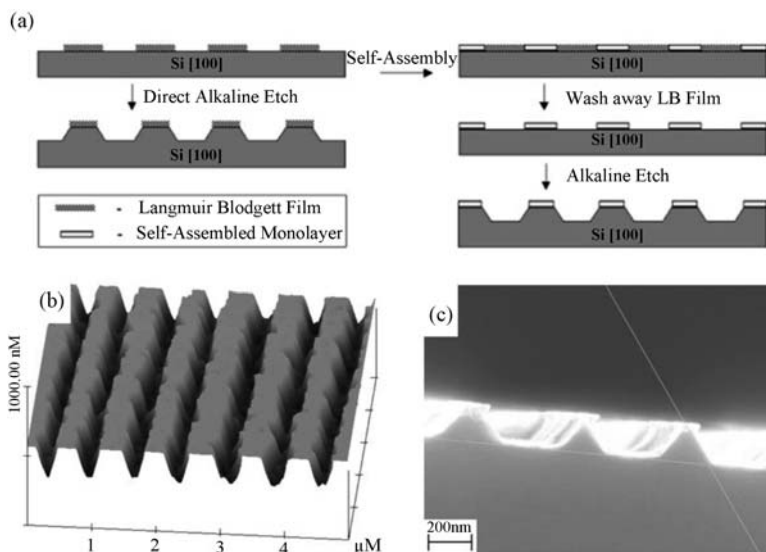 (a)
Si [100]
Self-Assembly
Si [100]
Direct Alkaline Etch
Wash away LB Film
Si [100]
Si [100]
Alkaline Etch
Langmuir Blodgett Film
Self-Assembled Monolayer
Si [100]
(b)
(c)
1000.00 nM
200nm
1 2 3 4 μM